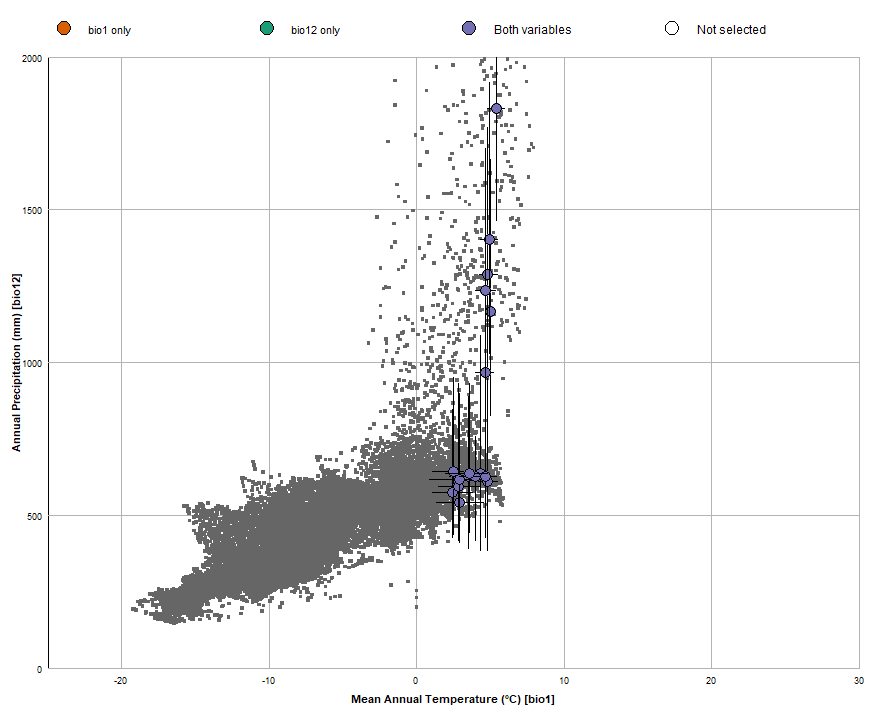 bio1 only bio12 only Both variables Not selected
2000
1500
1000
500
0
Annual Precipitation (mm) [bio12]
-20 -10 0 10 20 30
Mean Annual Temperature (°C) [bio1]